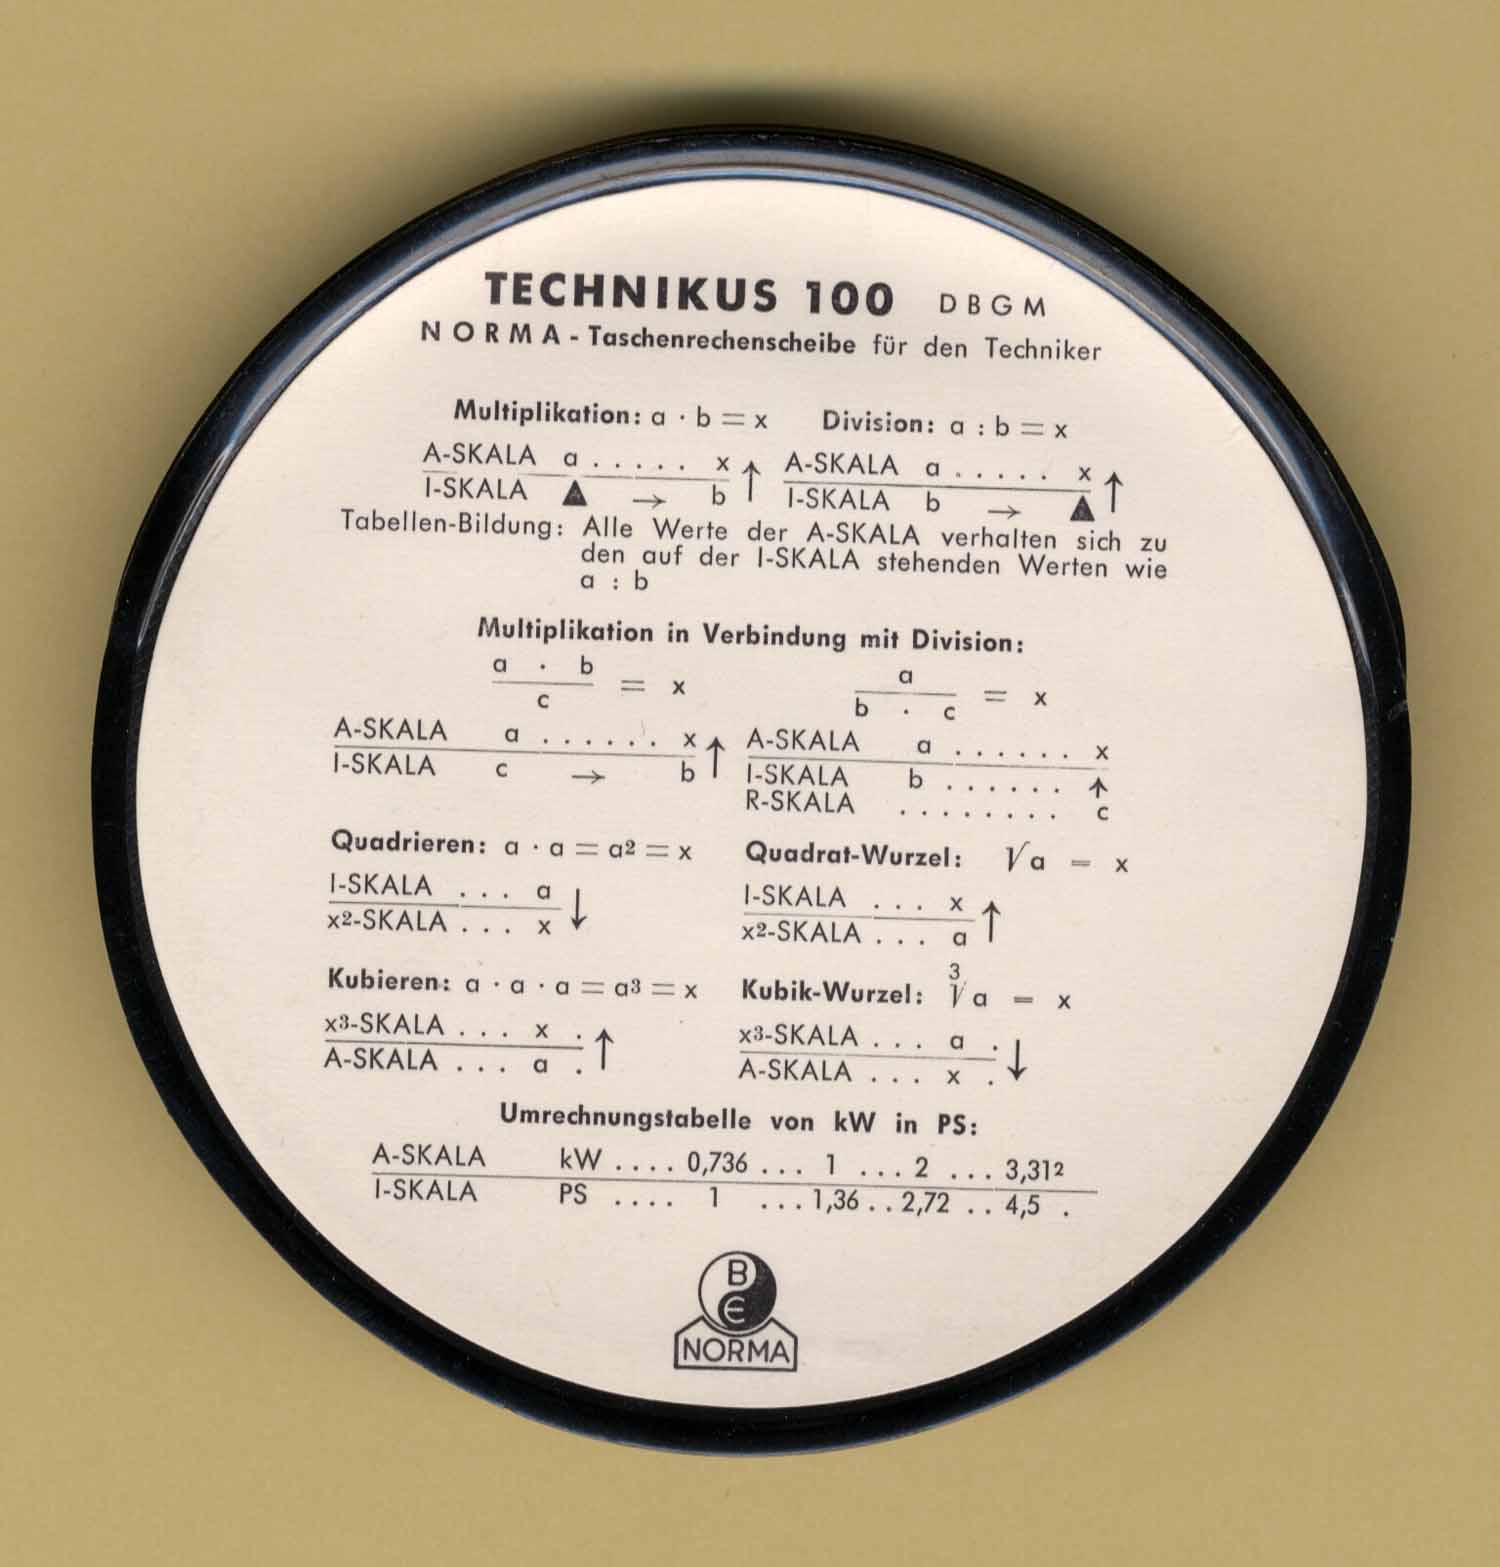 TECHNIKUS 100 DBGM
NORMA - Taschenrechenscheibe für den Techniker
Multiplikation: a · b = x Division: a : b = x
A-SKALA a . . . . . x ↑ A-SKALA a . . . . . x ↑
I-SKALA ▲ → b I-SKALA b → ▲
Tabellen-Bildung: Alle Werte der A-SKALA verhalten sich zu
den auf der I-SKALA stehenden Werten wie
a : b
Multiplikation in Verbindung mit Division:
a · b a
= x = x
c b · c
A-SKALA a . . . . . . x ↑ A-SKALA a . . . . . . x
I-SKALA c → b I-SKALA b . . . . . . ↑
R-SKALA . . . . . . . . c
Quadrieren: a · a = a² = x Quadrat-Wurzel: √a = x
I-SKALA . . . a ↓ I-SKALA . . . x ↑
x²-SKALA . . . x x²-SKALA . . . a
Kubieren: a · a · a = a³ = x Kubik-Wurzel: ∛a = x
x³-SKALA . . . x . ↑ x³-SKALA . . . a . ↓
A-SKALA . . . a . A-SKALA . . . x .
Umrechnungstabelle von kW in PS:
A-SKALA kW . . . . 0,736 . . . 1 . . . 2 . . . 3,31²
I-SKALA PS . . . . 1 . . . 1,36 . . 2,72 . . 4,5 .
B
E
NORMA